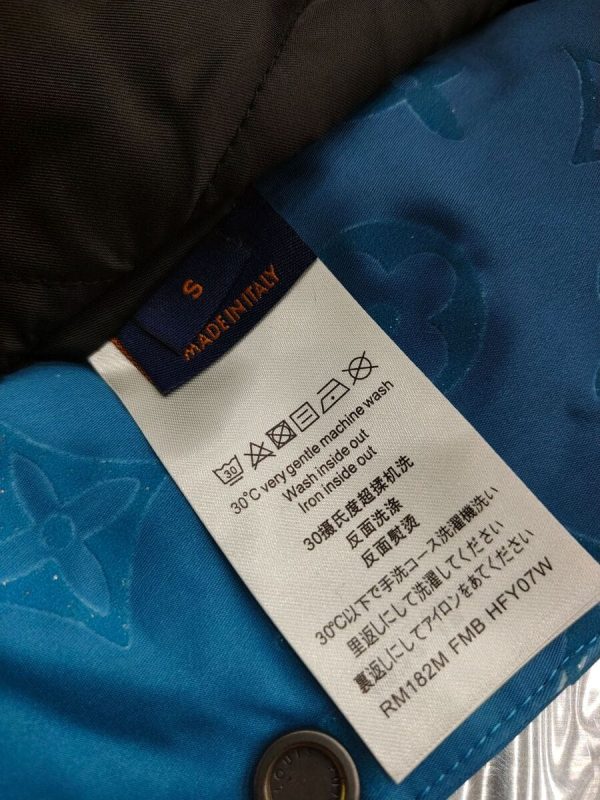 S
MADE IN ITALY
30
30°C very gentle machine wash
Wash inside out
Iron inside out
30摄氏度超揉机洗
反面洗涤
反面熨烫
30℃以下で手洗コース洗濯機洗い
里返しにして洗濯してください
裏返しにしてアイロンをあてください
RM182M FMB HFY07W